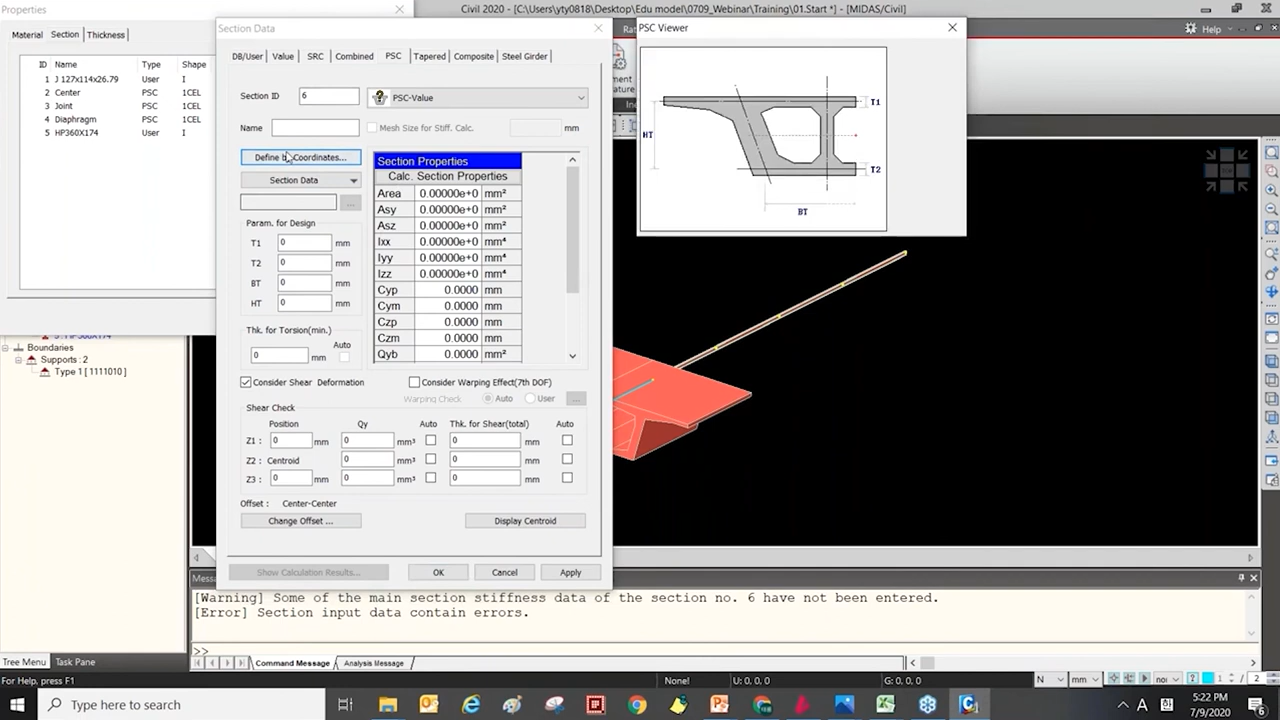 Properties
Civil 2020 - [C:\Users\yty0818\Desktop\Edu model\0709_Webinar\Training\01.Start *] - [MIDAS/Civil]
Help
Material Section Thickness
ID Name Type Shape
1 J 127x114x26.79 User I
2 Center PSC 1CEL
3 Joint PSC 1CEL
4 Diaphragm PSC 1CEL
5 HP360X174 User I
Boundaries
Supports : 2
Type 1 [ 1111010 ]
Tree Menu Task Pane
Section Data
DB/User Value SRC Combined PSC Tapered Composite Steel Girder
Section ID 6 PSC-Value
Name Mesh Size for Stiff. Calc. mm
Define by Coordinates...
Section Data
...
Param. for Design
T1 0 mm
T2 0 mm
BT 0 mm
HT 0 mm
Thk. for Torsion(min.)
Auto
0 mm
Section Properties
Calc. Section Properties
Area 0.00000e+0 mm²
Asy 0.00000e+0 mm²
Asz 0.00000e+0 mm²
Ixx 0.00000e+0 mm⁴
Iyy 0.00000e+0 mm⁴
Izz 0.00000e+0 mm⁴
Cyp 0.0000 mm
Cym 0.0000 mm
Czp 0.0000 mm
Czm 0.0000 mm
Qyb 0.0000 mm²
Consider Shear Deformation Consider Warping Effect(7th DOF)
Warping Check Auto User ...
Shear Check
Position Qy Auto Thk. for Shear(total) Auto
Z1 : 0 mm 0 mm³ 0 mm
Z2 : Centroid 0 mm³ 0 mm
Z3 : 0 mm 0 mm³ 0 mm
Offset : Center-Center
Change Offset ... Display Centroid
Show Calculation Results... OK Cancel Apply
PSC Viewer
T1
HT
T2
BT
[Warning] Some of the main section stiffness data of the section no. 6 have not been entered.
[Error] Section input data contain errors.
>>
Command Message Analysis Message
For Help, press F1 None! U: 0, 0, 0 G: 0, 0, 0 N mm 1 / 2
Type here to search
A
5:22 PM
7/9/2020
6